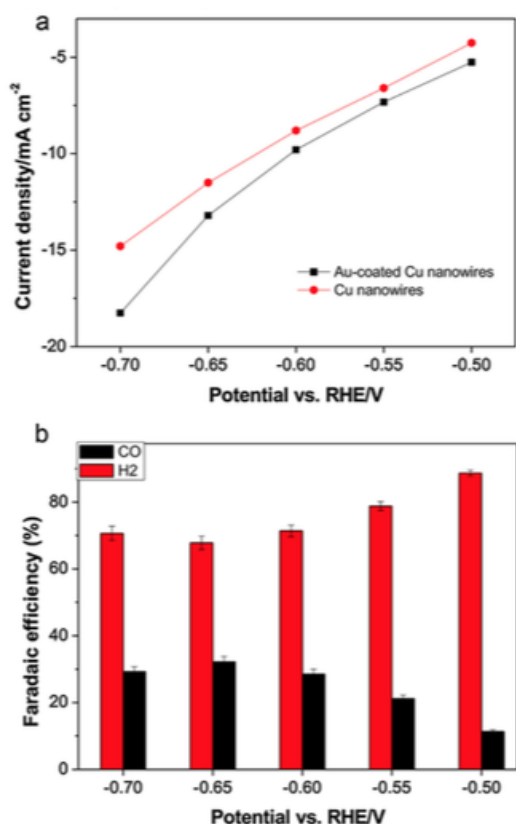 a
Current density/mA cm⁻²
-5
-10
-15
-20
Au-coated Cu nanowires
Cu nanowires
-0.70 -0.65 -0.60 -0.55 -0.50
Potential vs. RHE/V
b
CO
H2
Faradaic efficiency (%)
80
60
40
20
0
-0.70 -0.65 -0.60 -0.55 -0.50
Potential vs. RHE/V